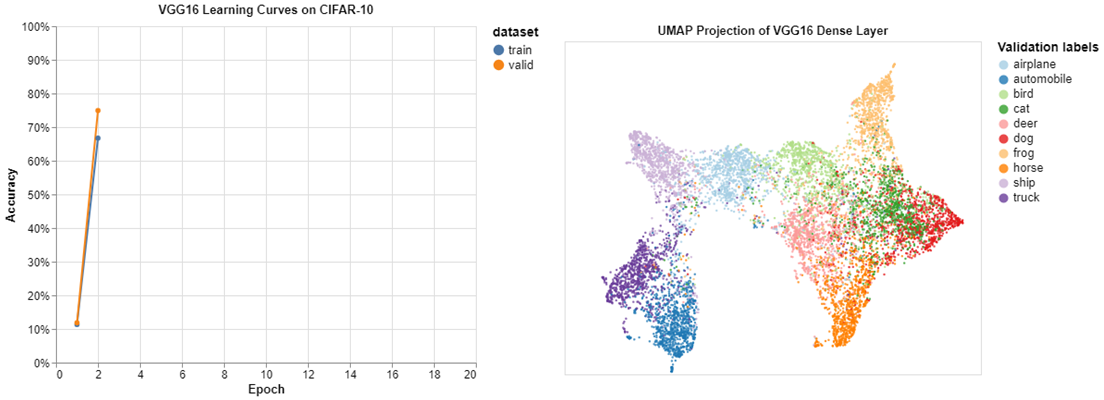 VGG16 Learning Curves on CIFAR-10
100%
90%
80%
70%
60%
50%
40%
30%
20%
10%
0%
Accuracy
0 2 4 6 8 10 12 14 16 18 20
Epoch
dataset
train
valid
UMAP Projection of VGG16 Dense Layer
Validation labels
airplane
automobile
bird
cat
deer
dog
frog
horse
ship
truck